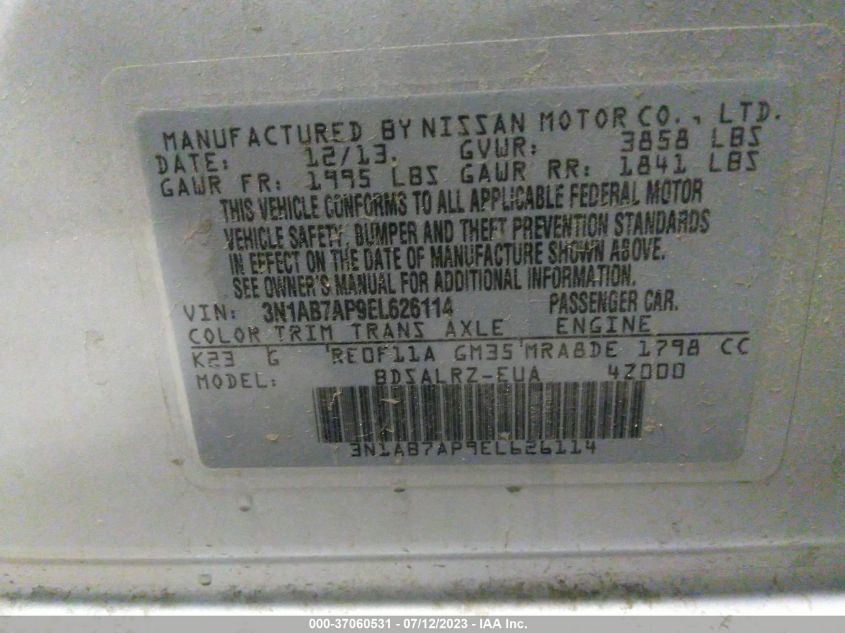 MANUFACTURED BY NISSAN MOTOR CO., LTD.
DATE: 12/13. GVWR: 3858 LBS
GAWR FR: 1995 LBS GAWR RR: 1841 LBS
THIS VEHICLE CONFORMS TO ALL APPLICABLE FEDERAL MOTOR
VEHICLE SAFETY, BUMPER AND THEFT PREVENTION STANDARDS
IN EFFECT ON THE DATE OF MANUFACTURE SHOWN ABOVE.
SEE OWNER'S MANUAL FOR ADDITIONAL INFORMATION.
VIN: 3N1AB7AP9EL626114 PASSENGER CAR.
COLOR TRIM TRANS AXLE ENGINE
K23 G RE0F11A GM35 MRA8DE 1798 CC
MODEL: BDSALRZ-EUA 4Z000
3N1AB7AP9EL626114
000-37060531 - 07/12/2023 - IAA Inc.